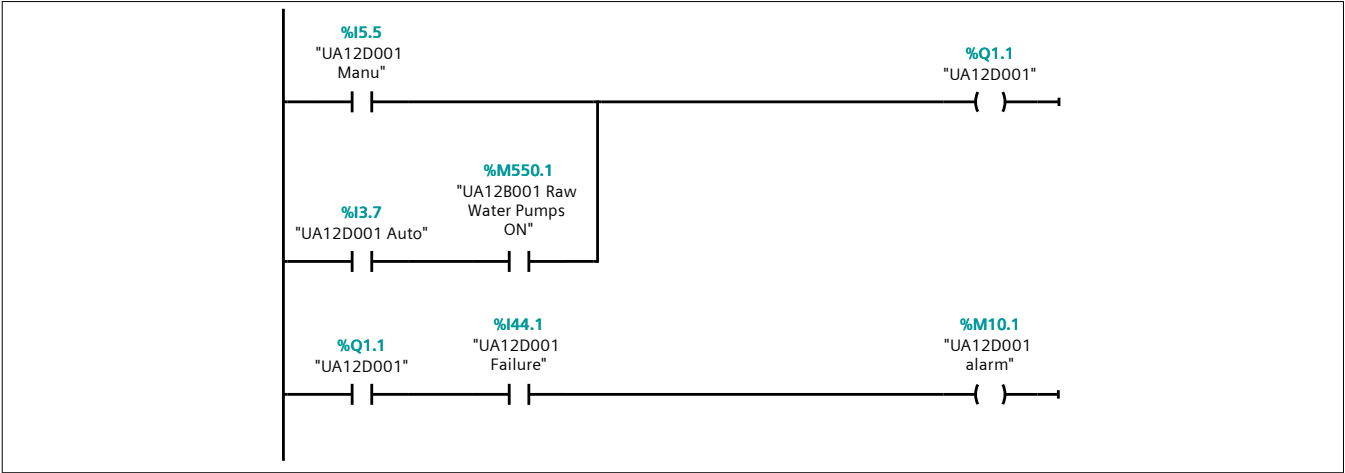 %I5.5
"UA12D001
Manu"
%Q1.1
"UA12D001"
%M550.1
"UA12B001 Raw
Water Pumps
ON"
%I3.7
"UA12D001 Auto"
%I44.1
"UA12D001
Failure"
%Q1.1
"UA12D001"
%M10.1
"UA12D001
alarm"